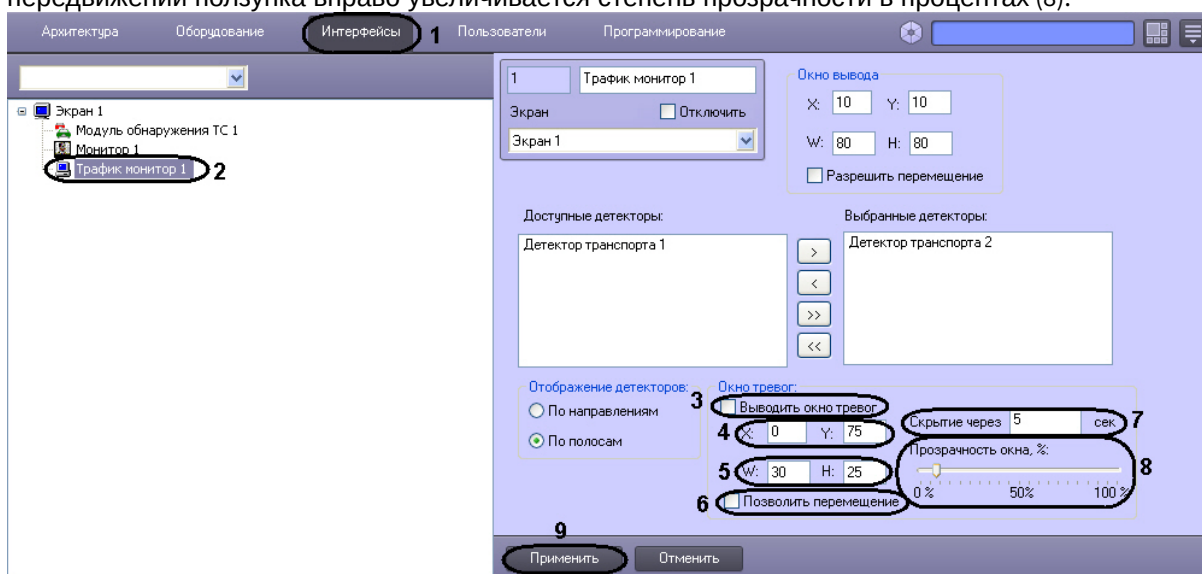 передвижении ползунка вправо увеличивается степень прозрачности в процентах (8).
Архитектура Оборудование Интерфейсы 1 Пользователи Программирование
1 Трафик монитор 1
Экран Отключить
Экран 1
Окно вывода
X: 10 Y: 10
W: 80 H: 80
Разрешить перемещение
Экран 1
Модуль обнаружения ТС 1
Монитор 1
Трафик монитор 1 2
Доступные детекторы: Выбранные детекторы:
Детектор транспорта 1 Детектор транспорта 2
>
<
>>
<<
Отображение детекторов:
По направлениям
По полосам
Окно тревог:
3 Выводить окно тревог
4 X: 0 Y: 75
5 W: 30 H: 25
6 Позволить перемещение
Скрытие через 5 сек 7
Прозрачность окна, %:
8
0 % 50% 100 %
9
Применить Отменить